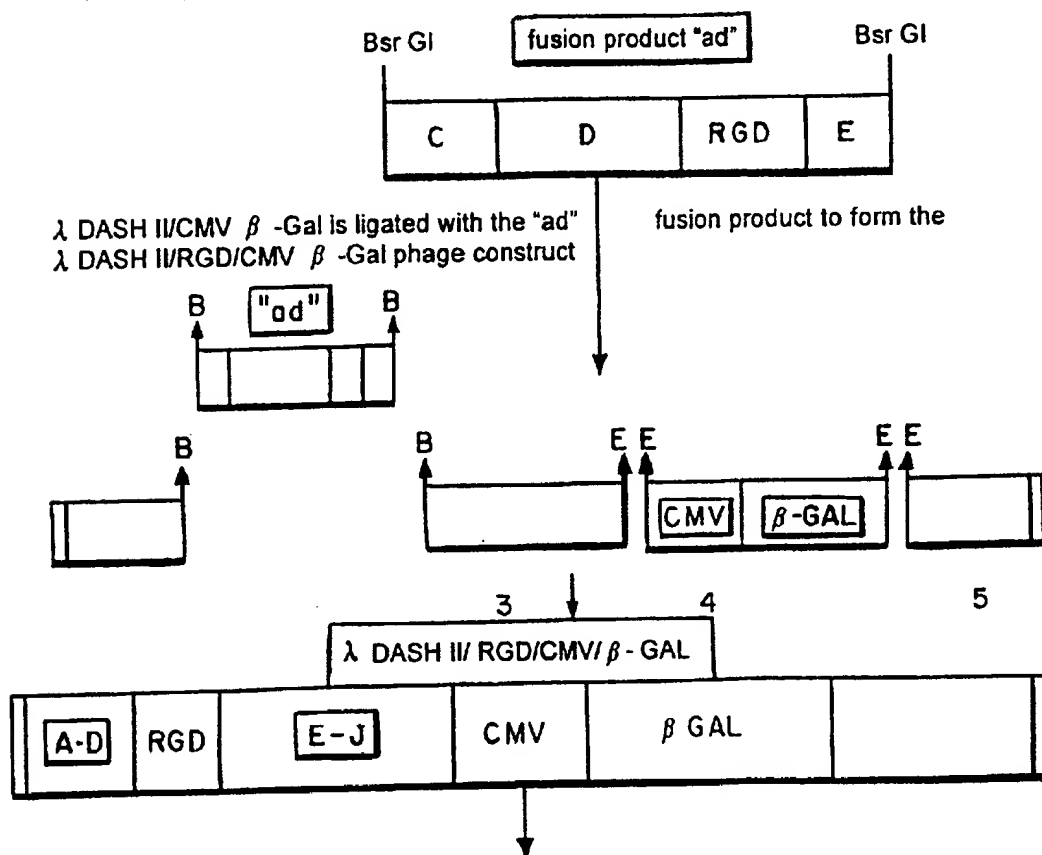 Bsr GI fusion product "ad" Bsr GI
C D RGD E
λ DASH II/CMV β -Gal is ligated with the "ad" fusion product to form the
λ DASH II/RGD/CMV β -Gal phage construct
B "ad" B
B B E E E E
CMV β-GAL
3 4 5
λ DASH II/ RGD/CMV/ β - GAL
A-D RGD E-J CMV β GAL